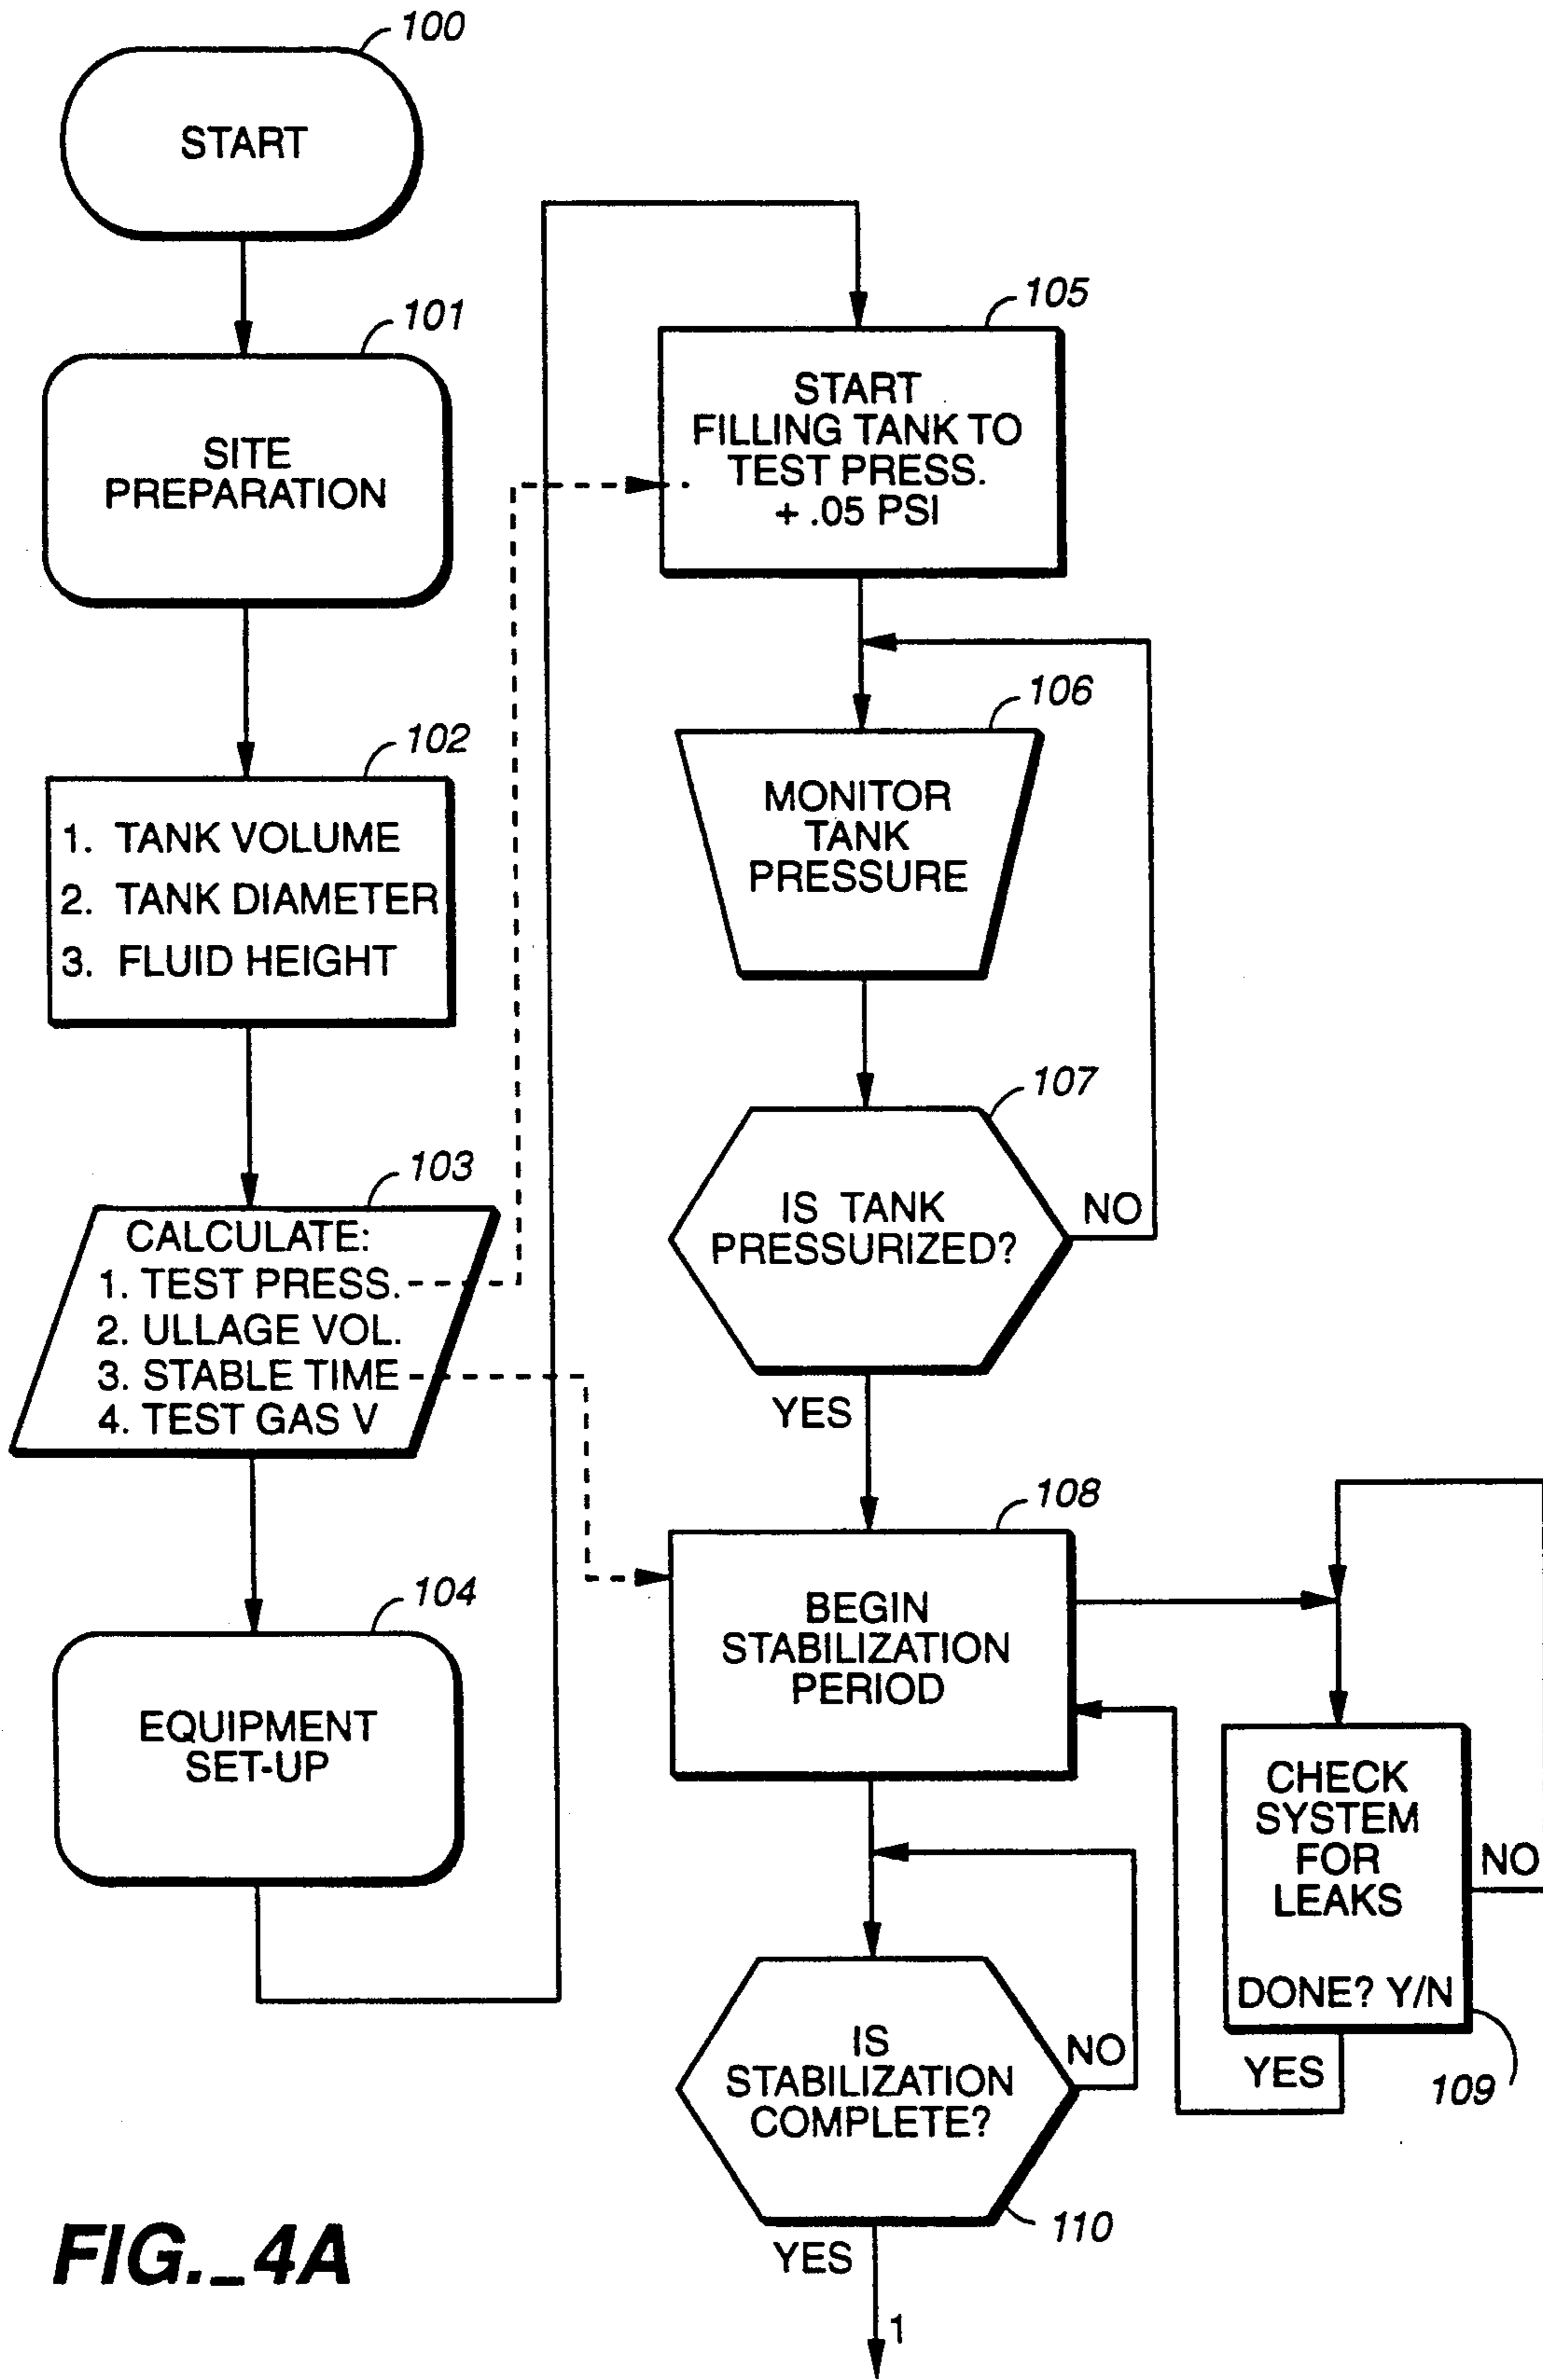 100
START
101
SITE
PREPARATION
102
1. TANK VOLUME
2. TANK DIAMETER
3. FLUID HEIGHT
103
CALCULATE:
1. TEST PRESS.
2. ULLAGE VOL.
3. STABLE TIME
4. TEST GAS V
104
EQUIPMENT
SET-UP
105
START
FILLING TANK TO
TEST PRESS.
+ .05 PSI
106
MONITOR
TANK
PRESSURE
107
IS TANK
PRESSURIZED?
NO
YES
108
BEGIN
STABILIZATION
PERIOD
CHECK
SYSTEM
FOR
LEAKS
NO
DONE? Y/N
YES
109
IS
STABILIZATION
COMPLETE?
NO
110
YES
1
FIG._4A